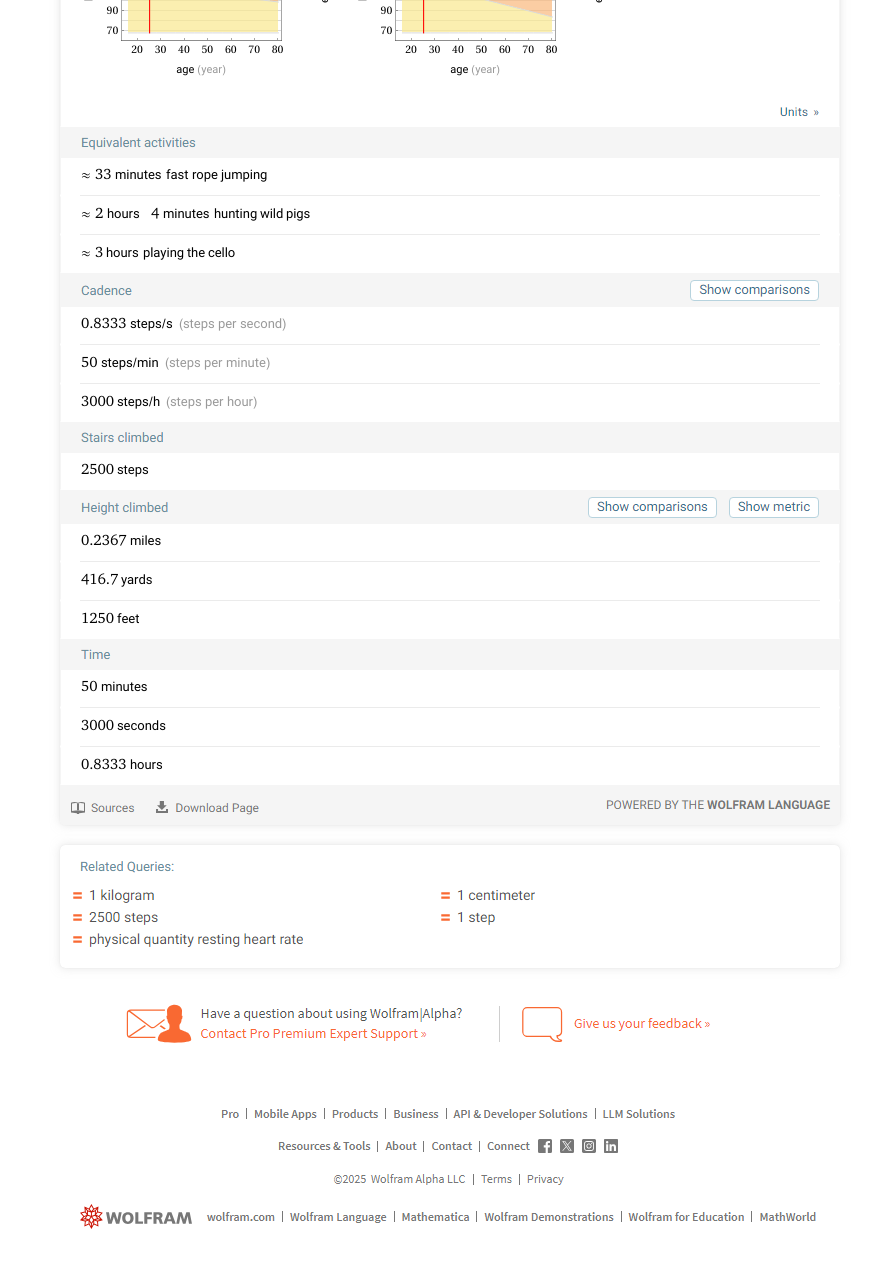 90
90
70
70
20 30 40 50 60 70 80
20 30 40 50 60 70 80
age (year)
age (year)
Units »
Equivalent activities
≈ 33 minutes fast rope jumping
≈ 2 hours 4 minutes hunting wild pigs
≈ 3 hours playing the cello
Cadence
Show comparisons
0.8333 steps/s (steps per second)
50 steps/min (steps per minute)
3000 steps/h (steps per hour)
Stairs climbed
2500 steps
Height climbed
Show comparisons
Show metric
0.2367 miles
416.7 yards
1250 feet
Time
50 minutes
3000 seconds
0.8333 hours
Sources
Download Page
POWERED BY THE WOLFRAM LANGUAGE
Related Queries:
= 1 kilogram
= 1 centimeter
= 2500 steps
= 1 step
= physical quantity resting heart rate
Have a question about using Wolfram|Alpha?
Contact Pro Premium Expert Support »
Give us your feedback »
Pro | Mobile Apps | Products | Business | API & Developer Solutions | LLM Solutions
Resources & Tools | About | Contact | Connect
©2025 Wolfram Alpha LLC | Terms | Privacy
WOLFRAM
wolfram.com | Wolfram Language | Mathematica | Wolfram Demonstrations | Wolfram for Education | MathWorld